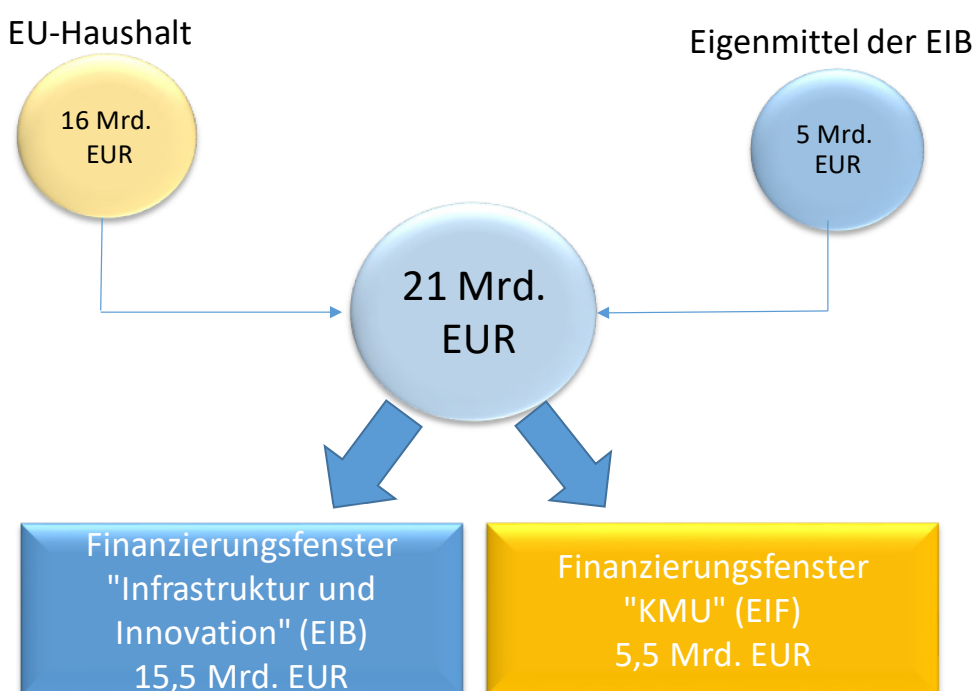 EU-Haushalt
Eigenmittel der EIB
16 Mrd.
EUR
5 Mrd.
EUR
21 Mrd.
EUR
Finanzierungsfenster
"Infrastruktur und
Innovation" (EIB)
15,5 Mrd. EUR
Finanzierungsfenster
"KMU" (EIF)
5,5 Mrd. EUR